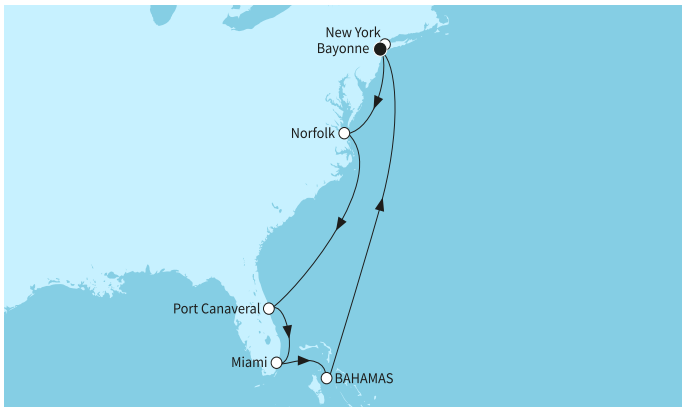 New York
Bayonne
Norfolk
Port Canaveral
Miami
BAHAMAS